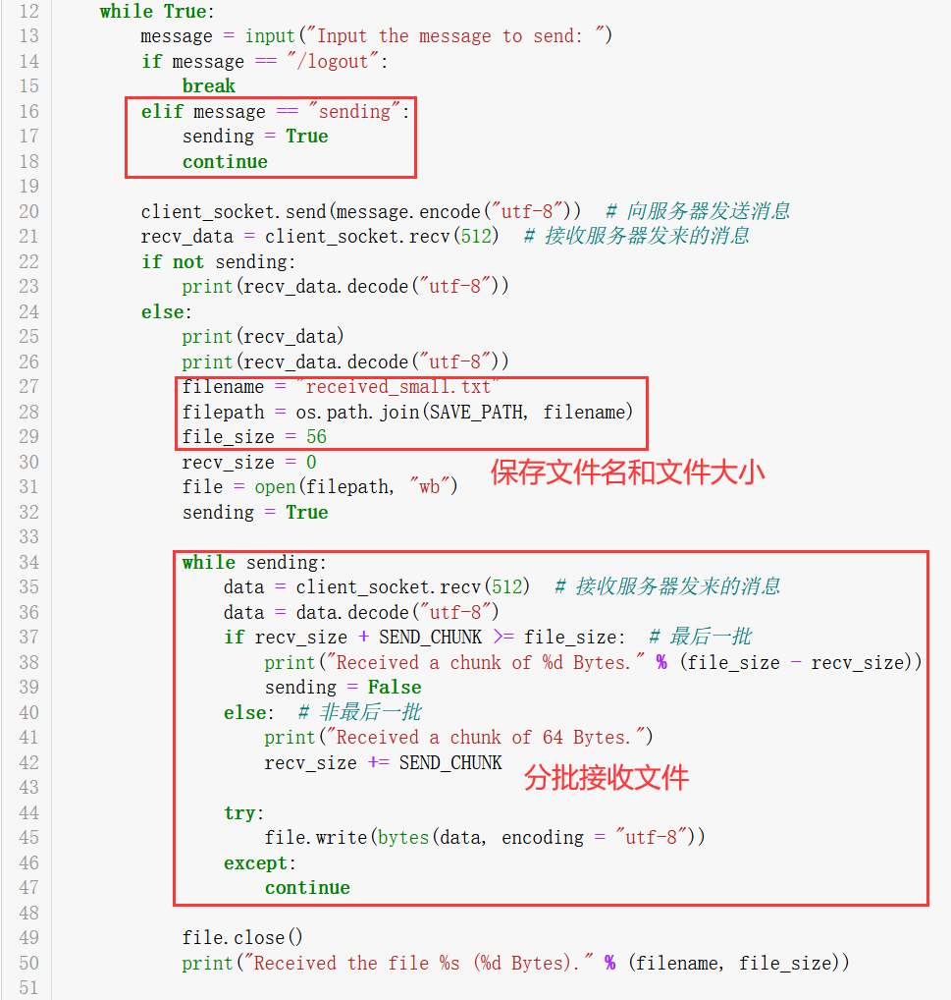 12 while True:
13 message = input("Input the message to send: ")
14 if message == "/logout":
15 break
16 elif message == "sending":
17 sending = True
18 continue
19
20 client_socket.send(message.encode("utf-8")) # 向服务器发送消息
21 recv_data = client_socket.recv(512) # 接收服务器发来的消息
22 if not sending:
23 print(recv_data.decode("utf-8"))
24 else:
25 print(recv_data)
26 print(recv_data.decode("utf-8"))
27 filename = "received_small.txt"
28 filepath = os.path.join(SAVE_PATH, filename)
29 file_size = 56
30 recv_size = 0
保存文件名和文件大小
31 file = open(filepath, "wb")
32 sending = True
33
34 while sending:
35 data = client_socket.recv(512) # 接收服务器发来的消息
36 data = data.decode("utf-8")
37 if recv_size + SEND_CHUNK >= file_size: # 最后一批
38 print("Received a chunk of %d Bytes." % (file_size - recv_size))
39 sending = False
40 else: # 非最后一批
41 print("Received a chunk of 64 Bytes.")
42 recv_size += SEND_CHUNK
分批接收文件
43
44 try:
45 file.write(bytes(data, encoding = "utf-8"))
46 except:
47 continue
48
49 file.close()
50 print("Received the file %s (%d Bytes)." % (filename, file_size))
51